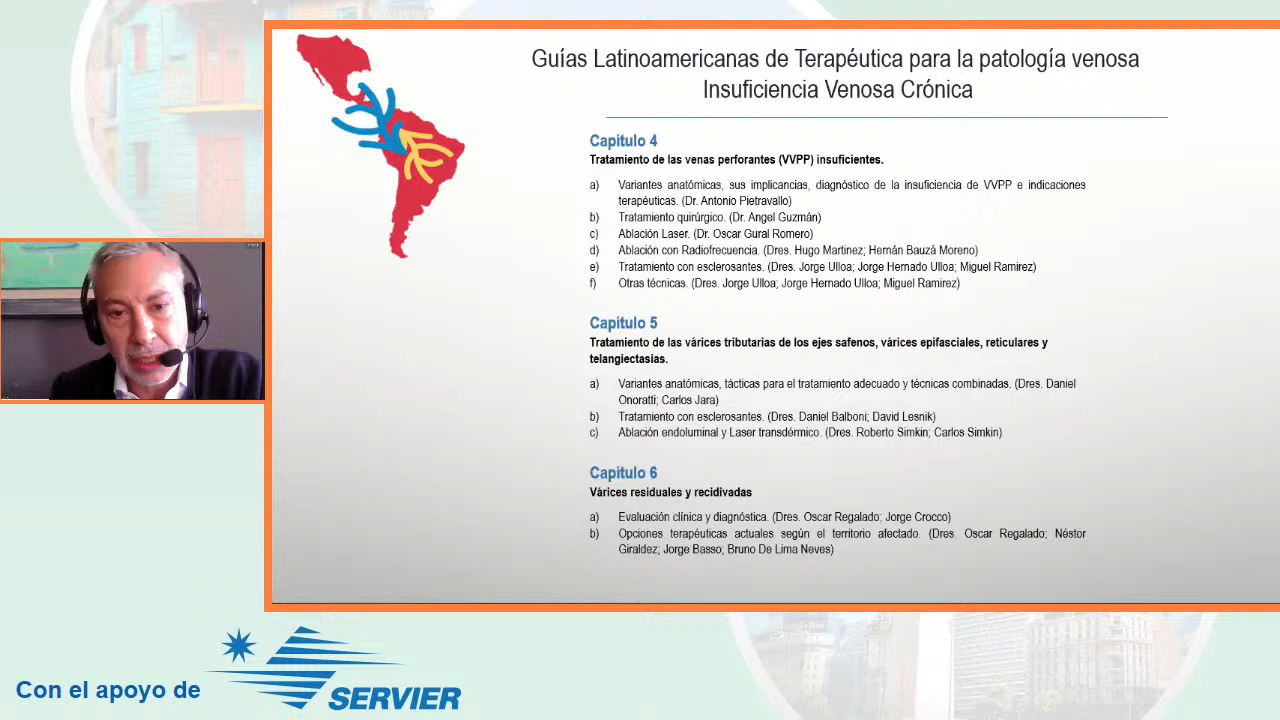 Guías Latinoamericanas de Terapéutica para la patología venosa
Insuficiencia Venosa Crónica
Capítulo 4
Tratamiento de las venas perforantes (VVPP) insuficientes.
a) Variantes anatómicas, sus implicancias, diagnóstico de la insuficiencia de VVPP e indicaciones
terapéuticas. (Dr. Antonio Pietravallo)
b) Tratamiento quirúrgico. (Dr. Angel Guzmán)
c) Ablación Laser. (Dr. Oscar Gural Romero)
d) Ablación con Radiofrecuencia. (Dres. Hugo Martinez; Hernán Bauzá Moreno)
e) Tratamiento con esclerosantes. (Dres. Jorge Ulloa; Jorge Hernado Ulloa; Miguel Ramirez)
f) Otras técnicas. (Dres. Jorge Ulloa; Jorge Hernado Ulloa; Miguel Ramirez)
Capítulo 5
Tratamiento de las várices tributarias de los ejes safenos, várices epifasciales, reticulares y
telangiectasias.
a) Variantes anatómicas, tácticas para el tratamiento adecuado y técnicas combinadas. (Dres. Daniel
Onoratti; Carlos Jara)
b) Tratamiento con esclerosantes. (Dres. Daniel Balboni; David Lesnik)
c) Ablación endoluminal y Laser transdérmico. (Dres. Roberto Simkin; Carlos Simkin)
Capítulo 6
Várices residuales y recidivadas
a) Evaluación clínica y diagnóstica. (Dres. Oscar Regalado; Jorge Crocco)
b) Opciones terapéuticas actuales según el territorio afectado. (Dres. Oscar Regalado; Néstor
Giraldez; Jorge Basso; Bruno De Lima Neves)
Con el apoyo de
SERVIER